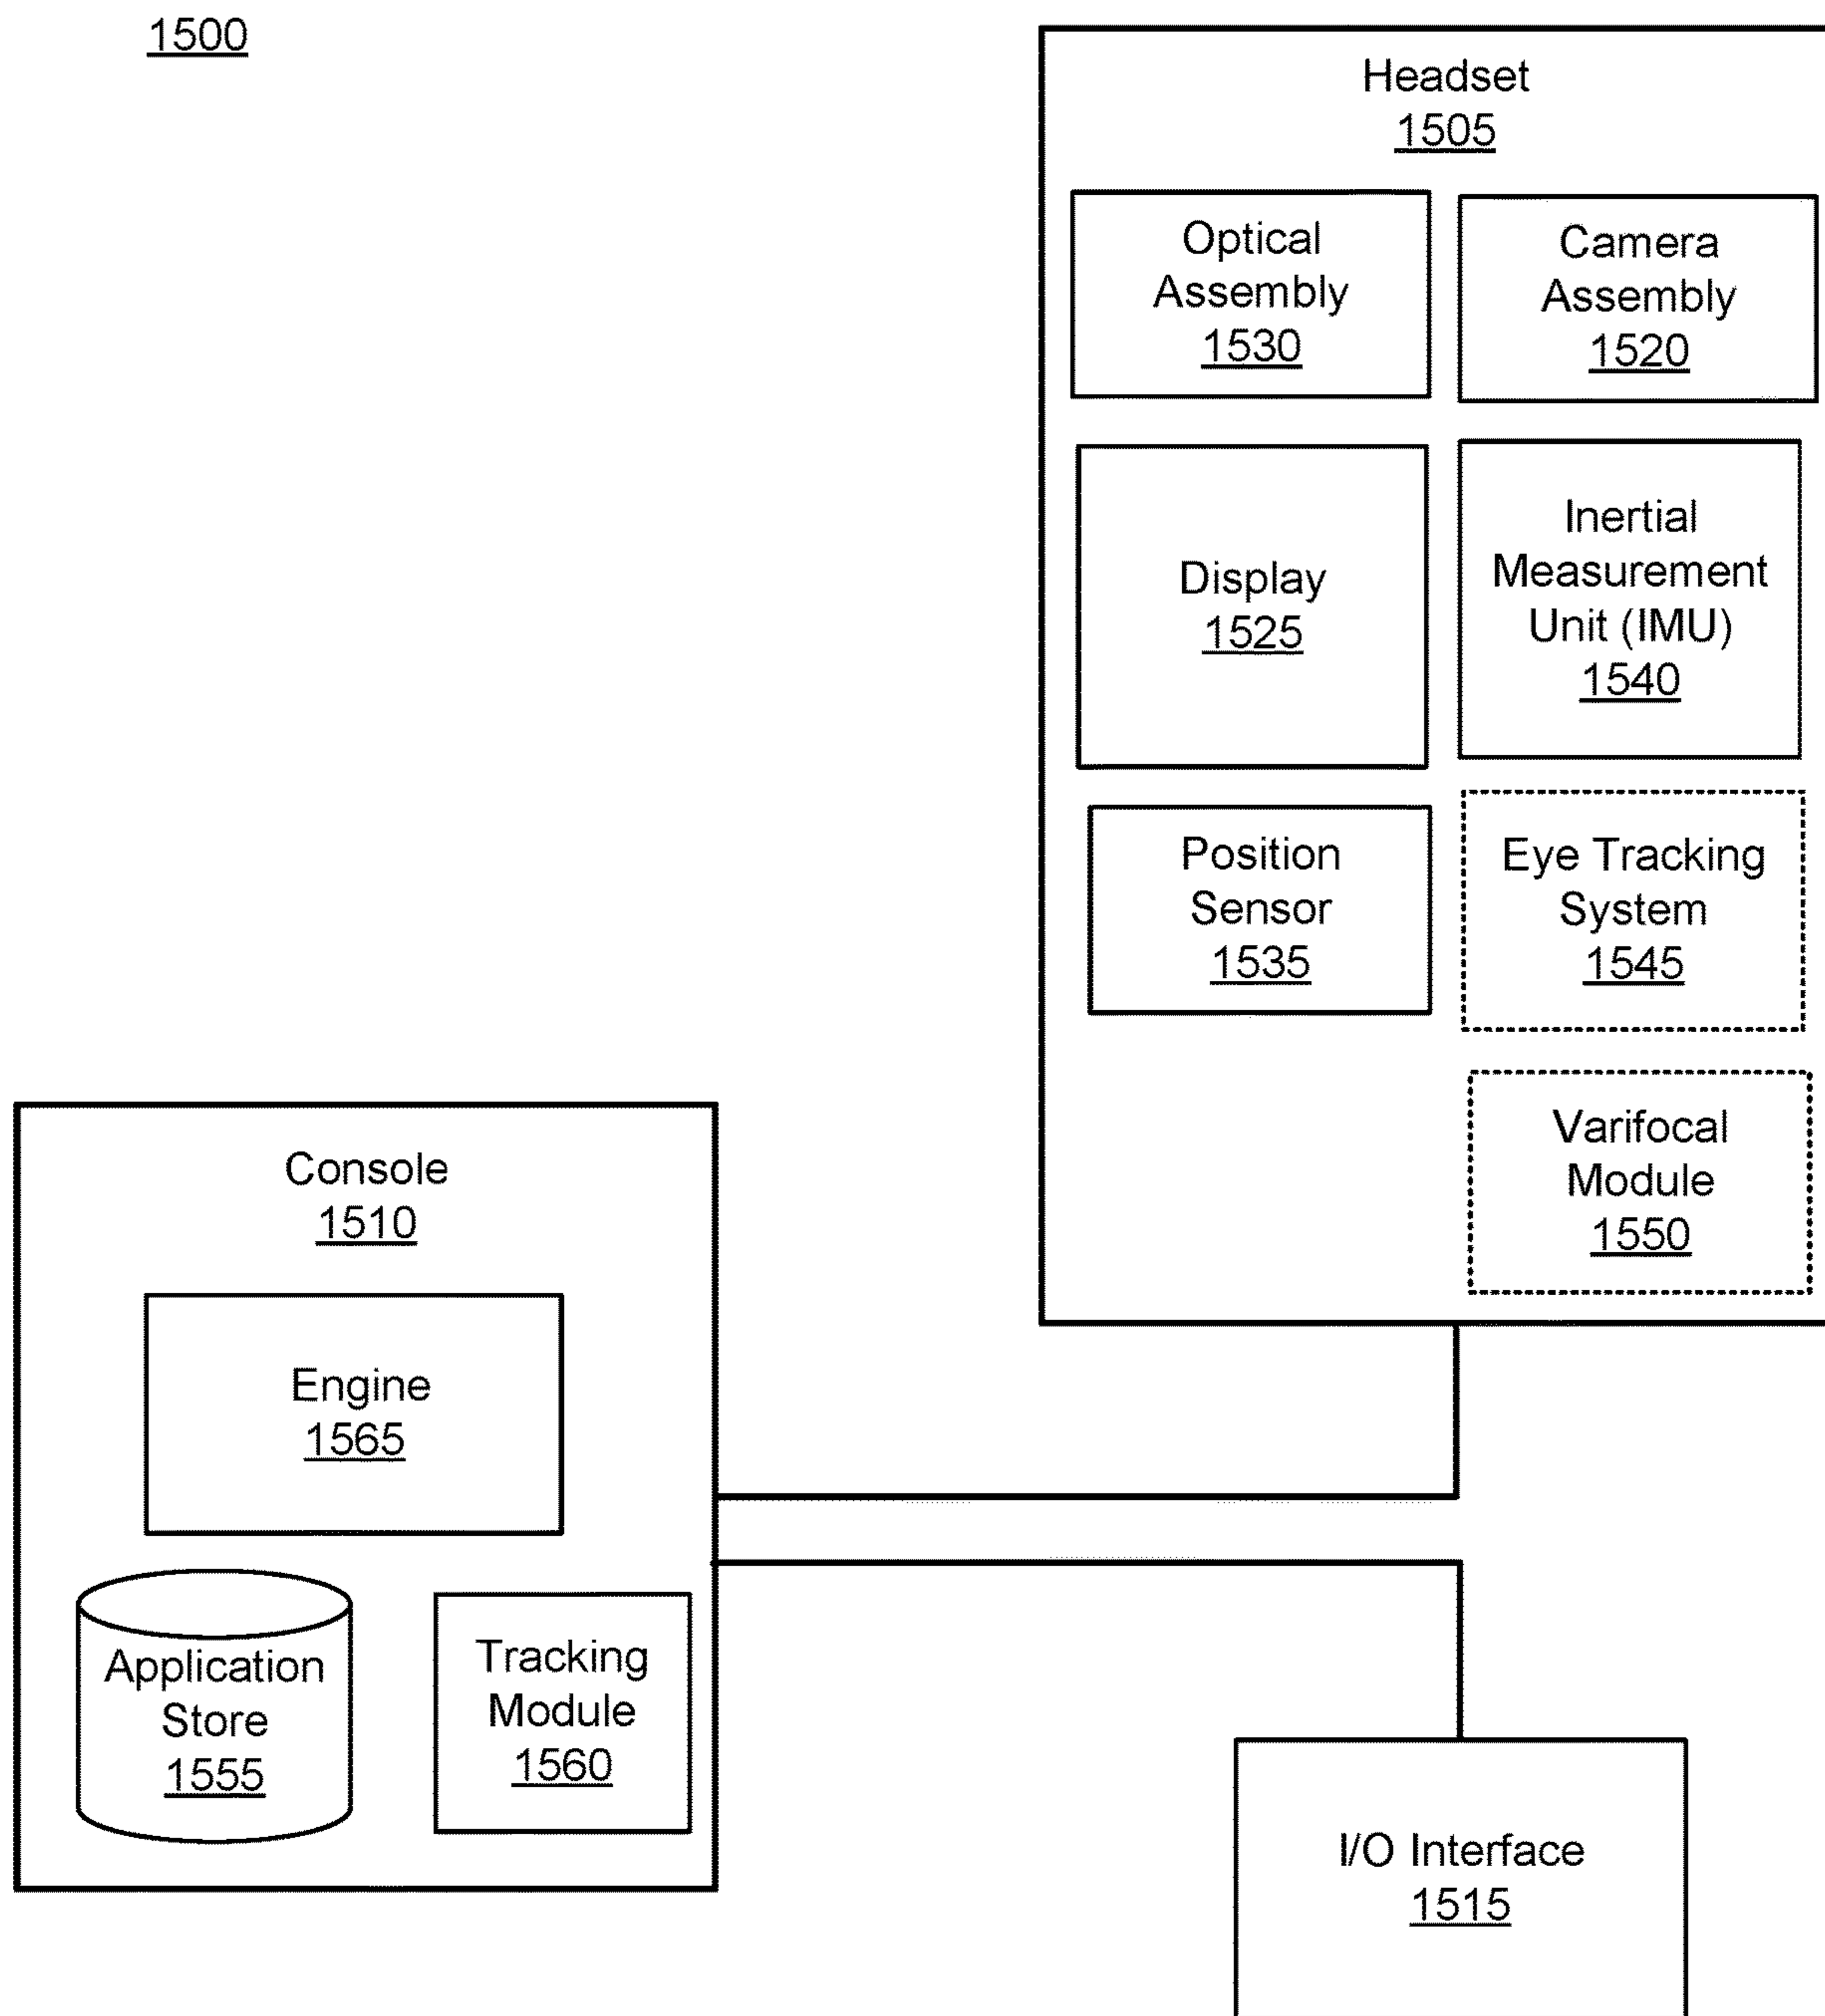 1500
Headset
1505
Optical
Assembly
1530
Camera
Assembly
1520
Display
1525
Inertial
Measurement
Unit (IMU)
1540
Position
Sensor
1535
Eye Tracking
System
1545
Varifocal
Module
1550
Console
1510
Engine
1565
Application
Store
1555
Tracking
Module
1560
I/O Interface
1515